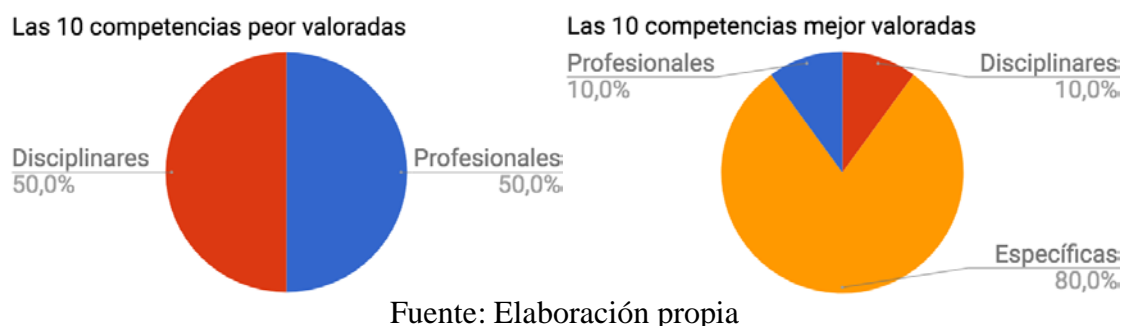 Las 10 competencias peor valoradas
Disciplinares
50,0%
Profesionales
50,0%
Las 10 competencias mejor valoradas
Profesionales
10,0%
Disciplinares
10,0%
Específicas
80,0%
Fuente: Elaboración propia